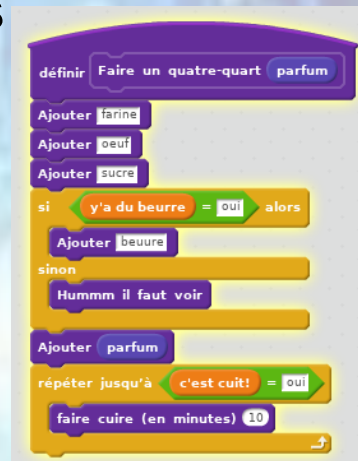 définir Faire un quatre-quart parfum
Ajouter farine
Ajouter oeuf
Ajouter sucre
si y'a du beurre = oui alors
Ajouter beuure
sinon
Hummm il faut voir
Ajouter parfum
répéter jusqu'à c'est cuit! = oui
faire cuire (en minutes) 10